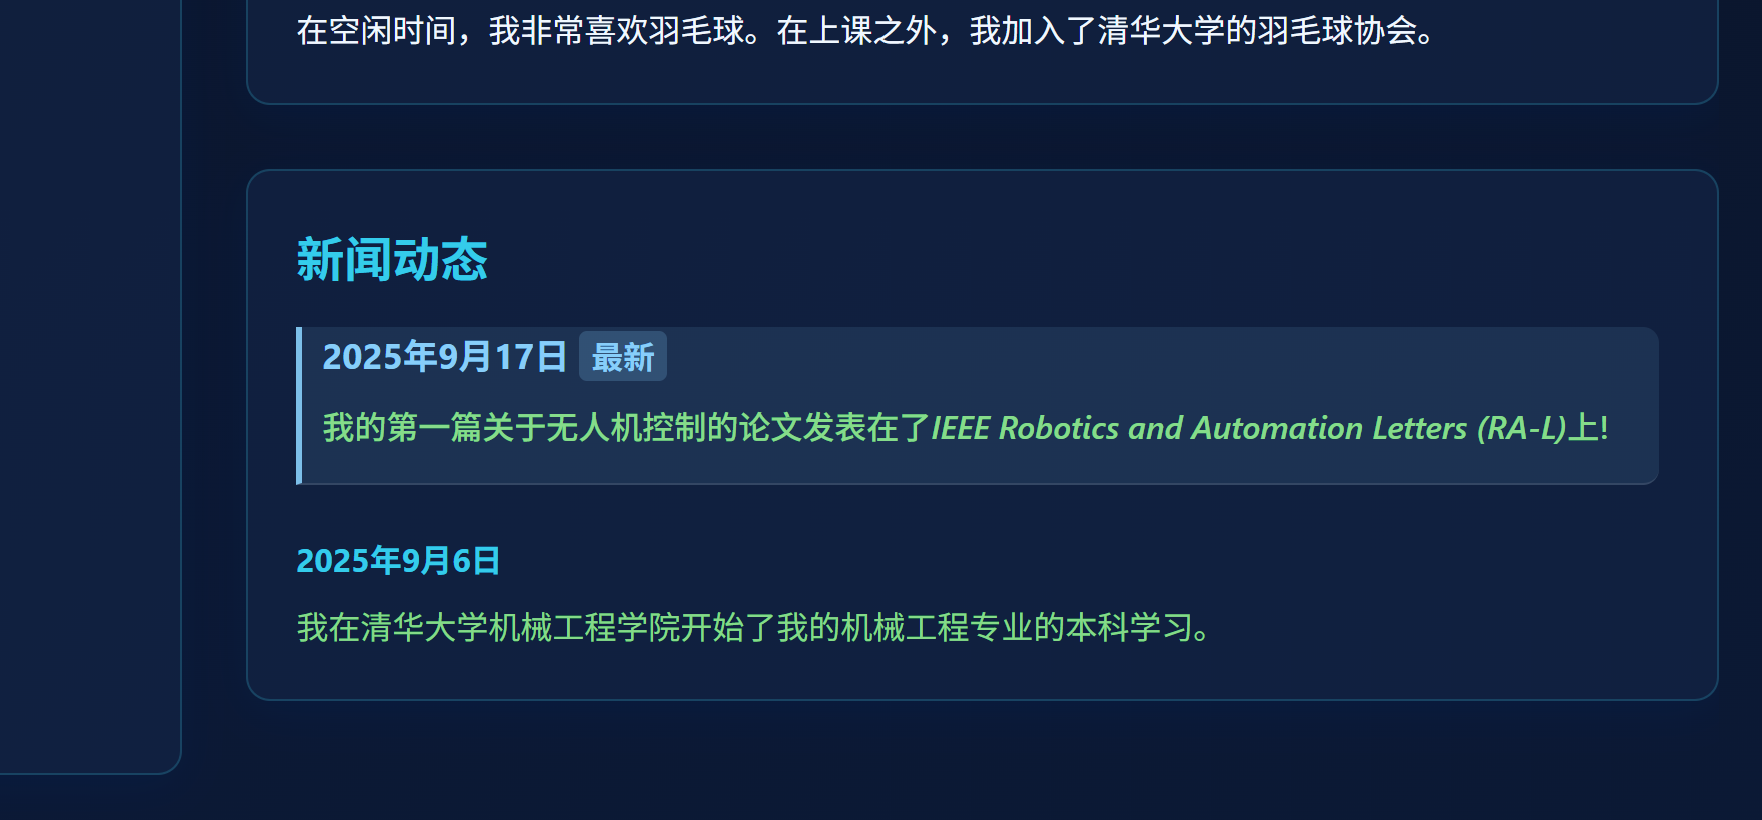 在空闲时间，我非常喜欢羽毛球。在上课之外，我加入了清华大学的羽毛球协会。
新闻动态
2025年9月17日 最新
我的第一篇关于无人机控制的论文发表在了IEEE Robotics and Automation Letters (RA-L)上!
2025年9月6日
我在清华大学机械工程学院开始了我的机械工程专业的本科学习。